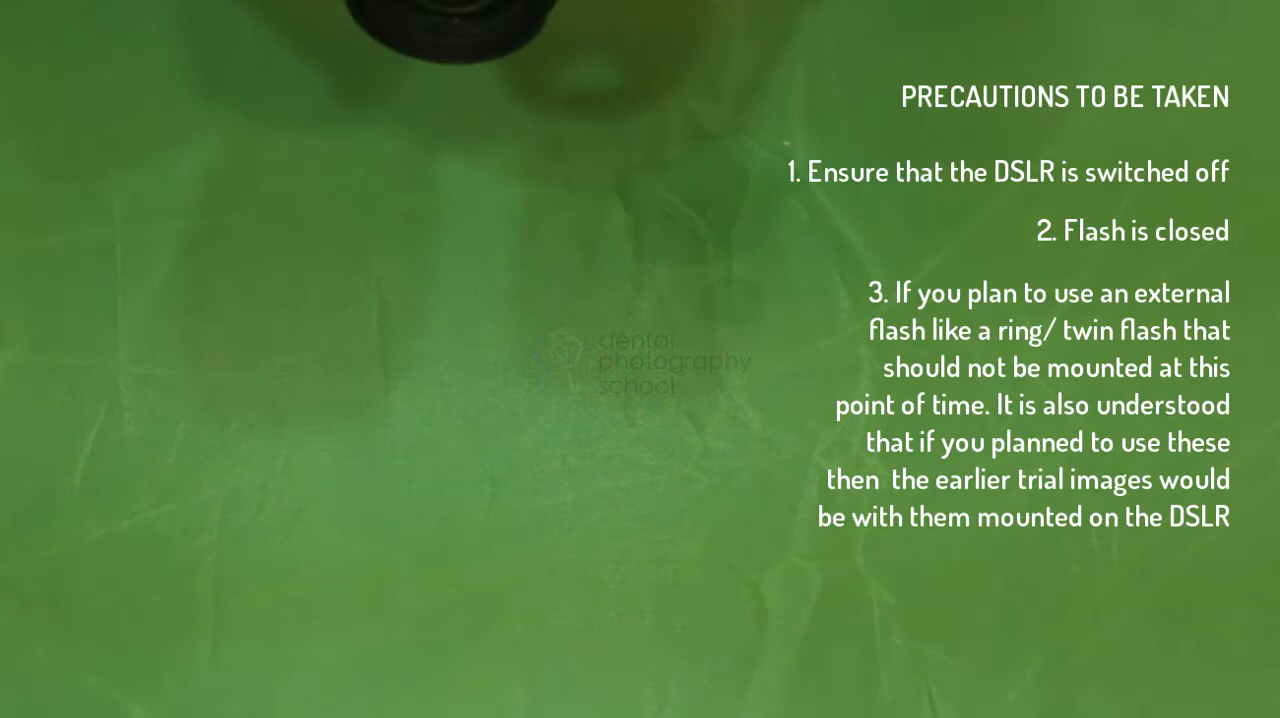 PRECAUTIONS TO BE TAKEN
1. Ensure that the DSLR is switched off
2. Flash is closed
3. If you plan to use an external
flash like a ring/ twin flash that
should not be mounted at this
point of time. It is also understood
that if you planned to use these
then  the earlier trial images would
be with them mounted on the DSLR
dental
photography
school